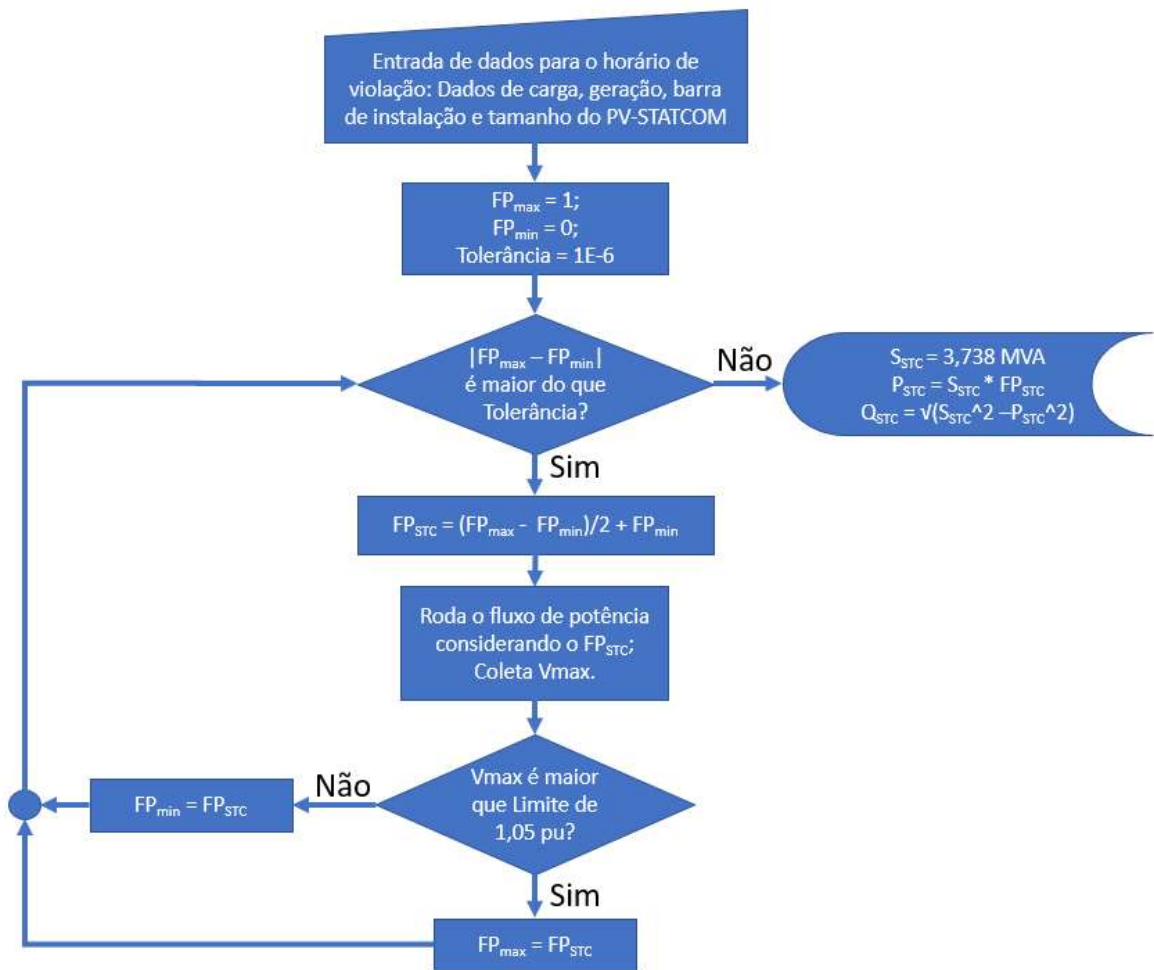 Entrada de dados para o horário de
violação: Dados de carga, geração, barra
de instalação e tamanho do PV-STATCOM
FPmax = 1;
FPmin = 0;
Tolerância = 1E-6
|FPmax – FPmin|
é maior do que
Tolerância?
Não
SSTC = 3,738 MVA
PSTC = SSTC * FPSTC
QSTC = √(SSTC^2 –PSTC^2)
Sim
FPSTC = (FPmax - FPmin)/2 + FPmin
Roda o fluxo de potência
considerando o FPSTC;
Coleta Vmax.
Vmax é maior
que Limite de
1,05 pu?
Não
FPmin = FPSTC
Sim
FPmax = FPSTC